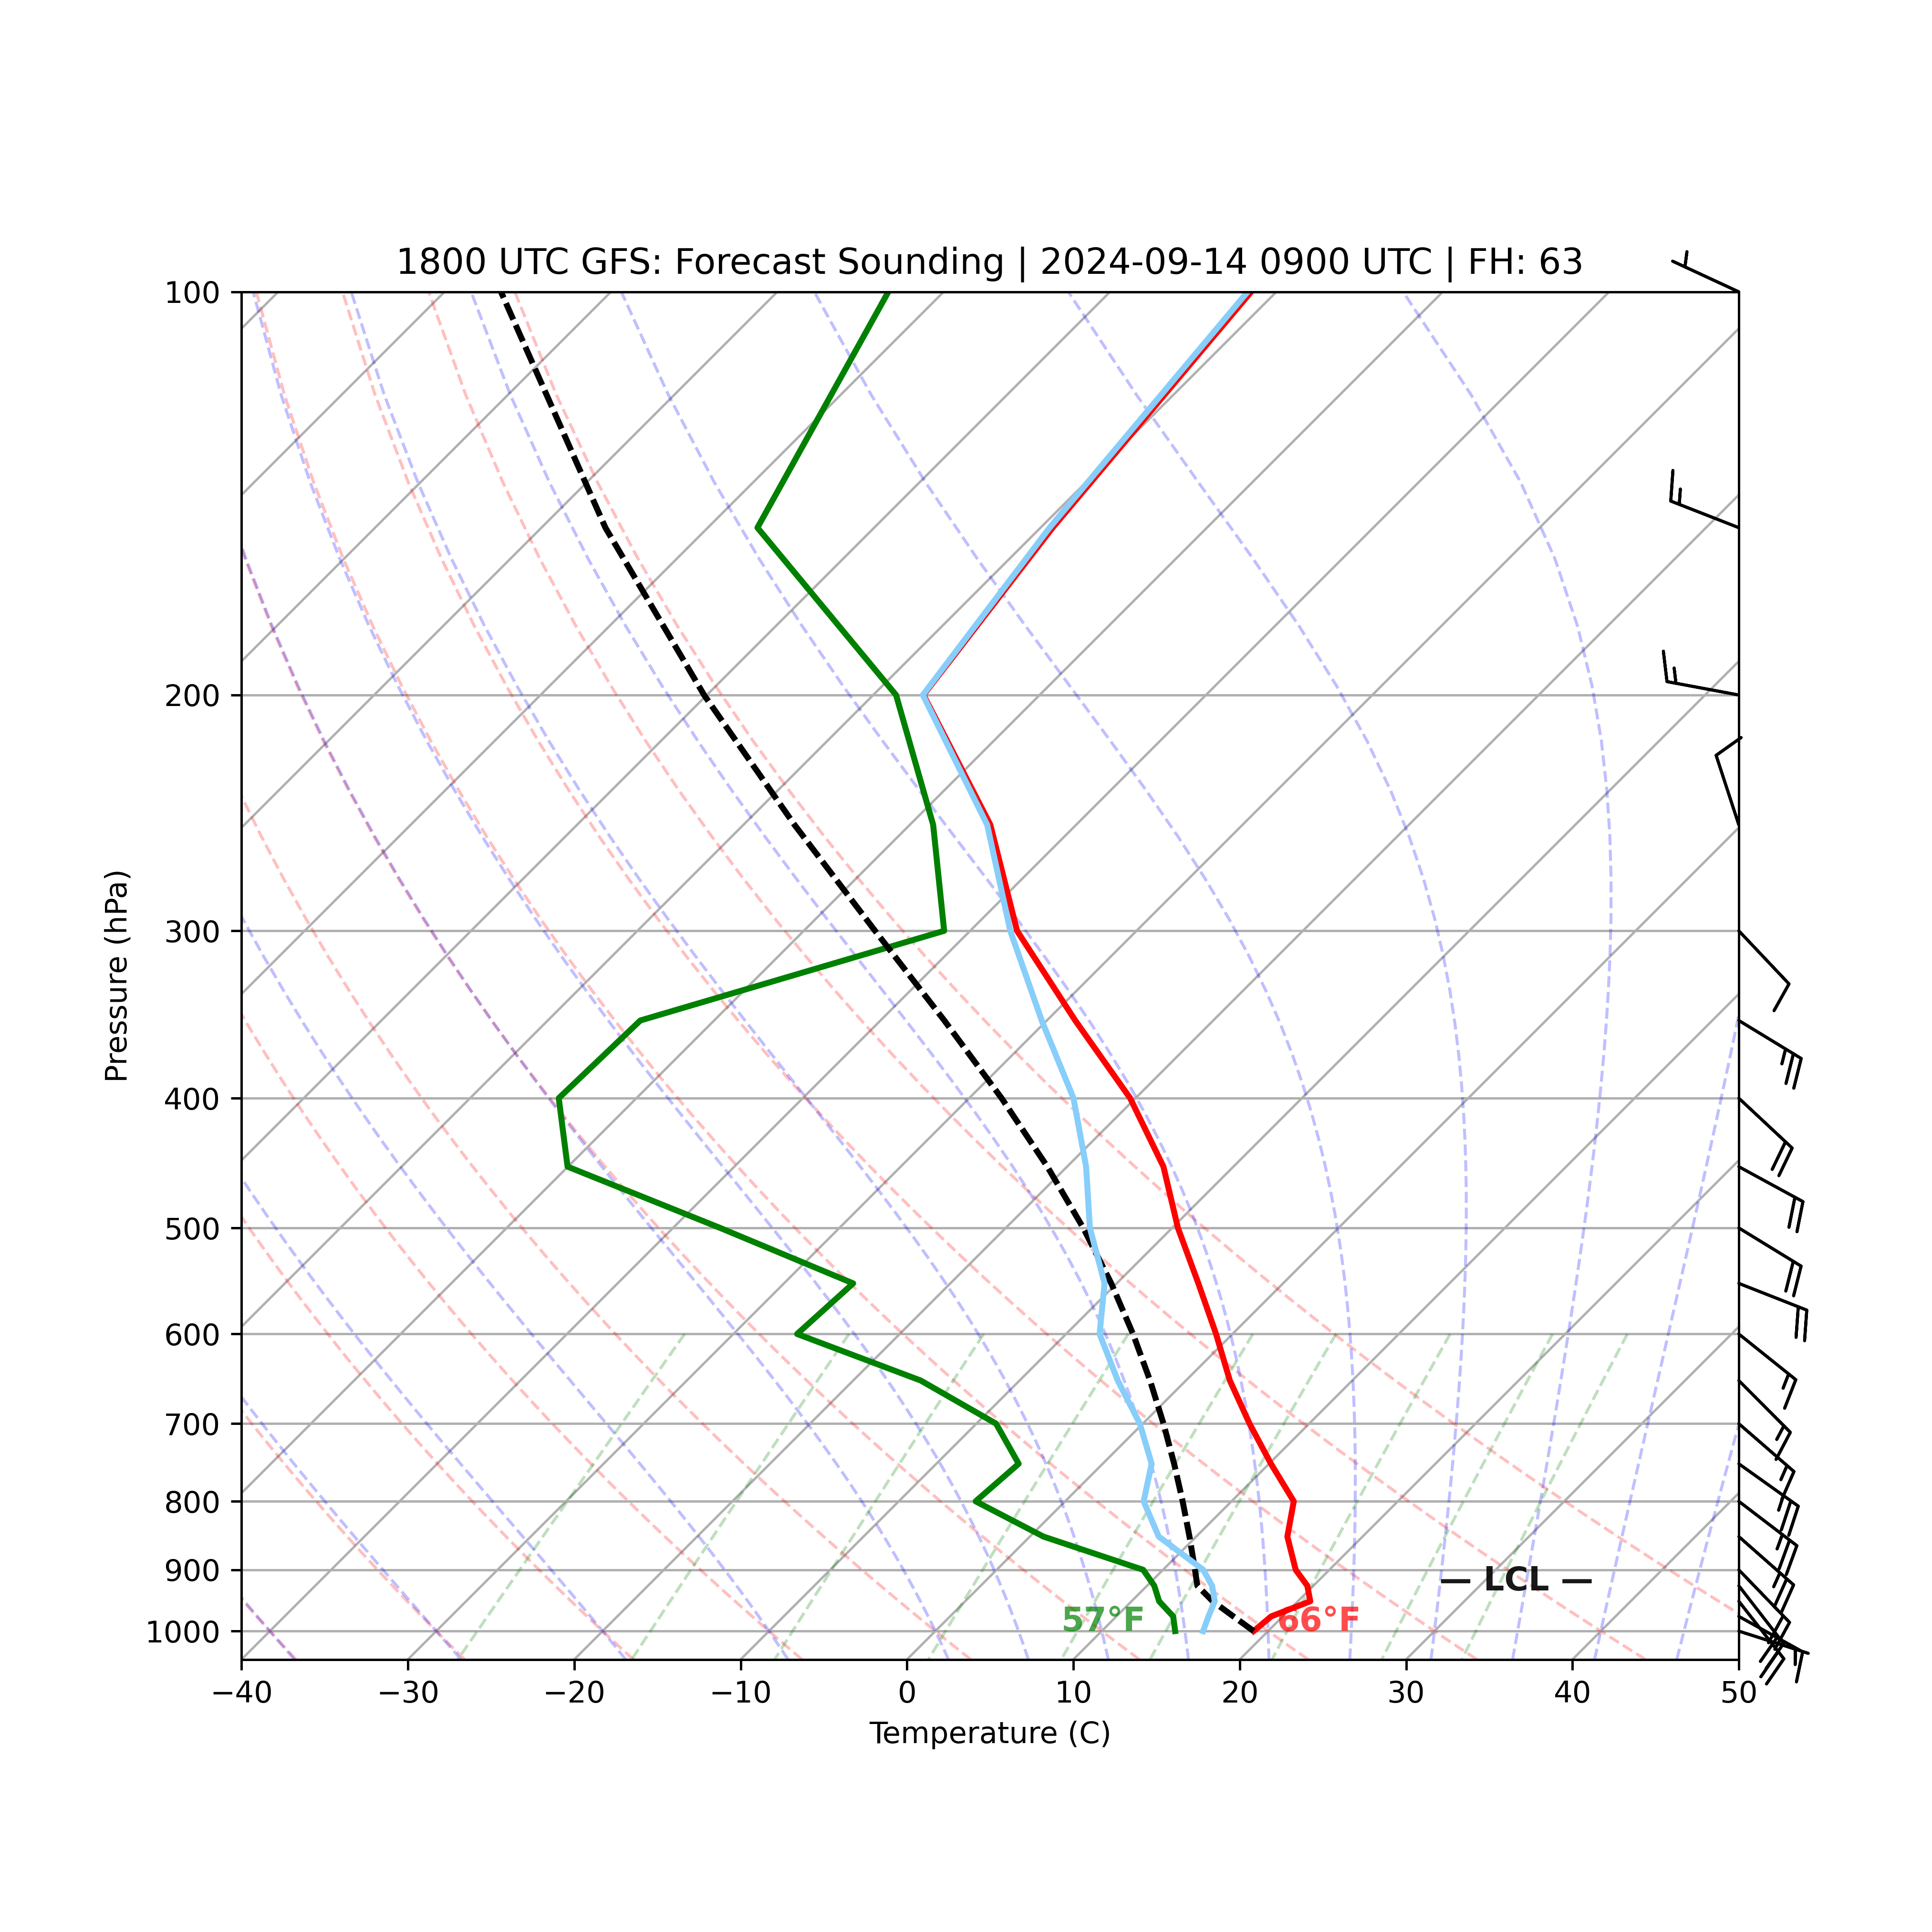 1800 UTC GFS: Forecast Sounding | 2024-09-14 0900 UTC | FH: 63
100
200
300
400
500
600
700
800
900
1000
Pressure (hPa)
— LCL —
57°F
66°F
−40 −30 −20 −10 0 10 20 30 40 50
Temperature (C)